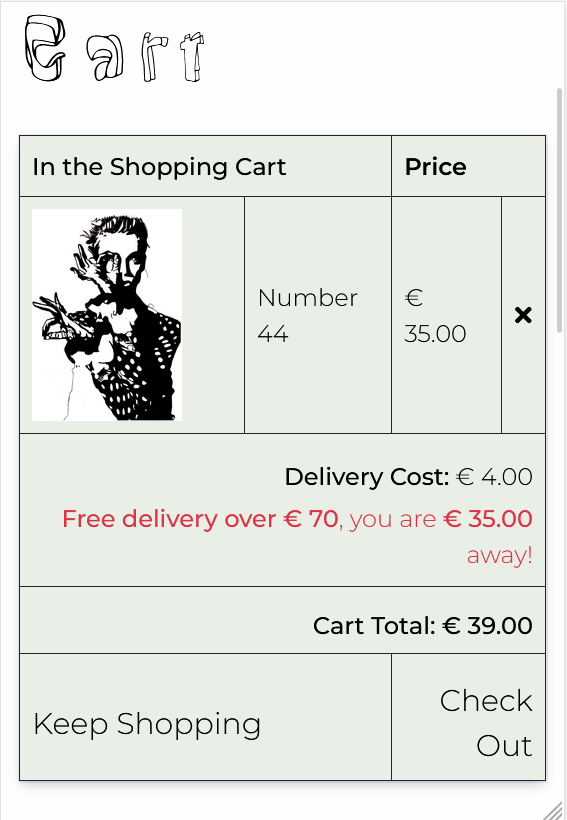 Cart
In the Shopping Cart
Price
Number
44
€
35.00
Delivery Cost: € 4.00
Free delivery over € 70, you are € 35.00
away!
Cart Total: € 39.00
Keep Shopping
Check
Out